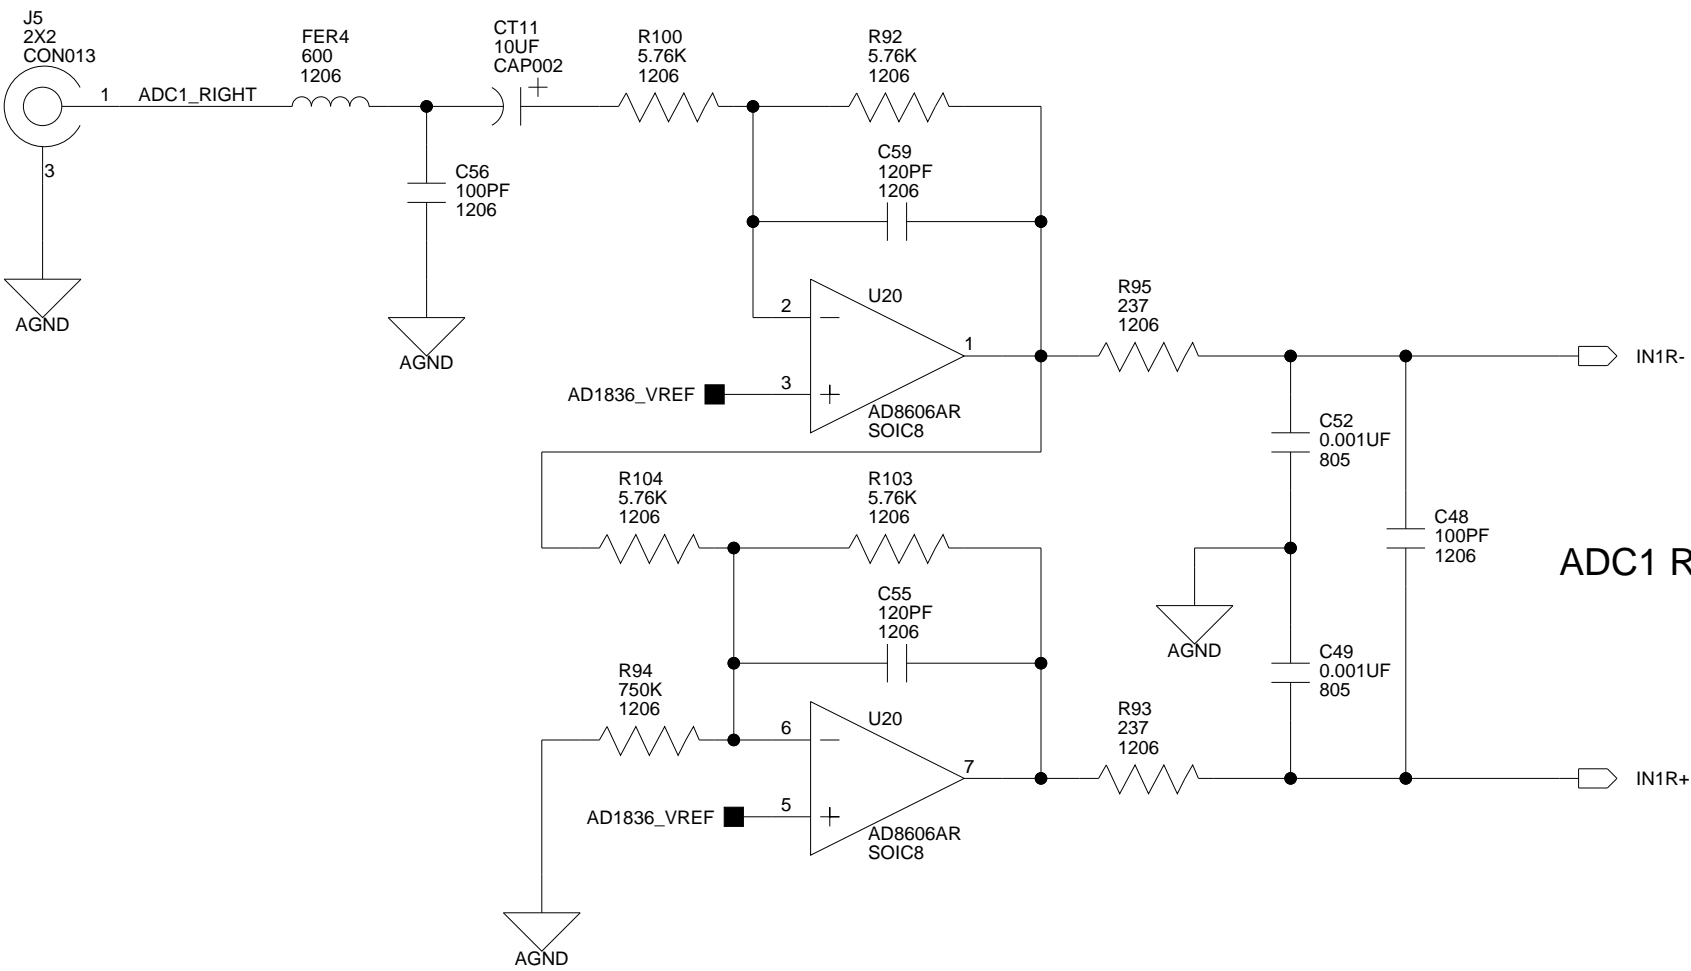 J5
2X2
CON013
1
ADC1_RIGHT
3
AGND
FER4
600
1206
C56
100PF
1206
AGND
CT11
10UF
CAP002
+
R100
5.76K
1206
R92
5.76K
1206
C59
120PF
1206
U20
2
−
1
AD1836_VREF
3
+
AD8606AR
SOIC8
R95
237
1206
IN1R-
C52
0.001UF
805
R104
5.76K
1206
R103
5.76K
1206
C48
100PF
1206
ADC1 R
C55
120PF
1206
AGND
C49
0.001UF
805
R94
750K
1206
U20
6
−
7
AD1836_VREF
5
+
AD8606AR
SOIC8
R93
237
1206
IN1R+
AGND